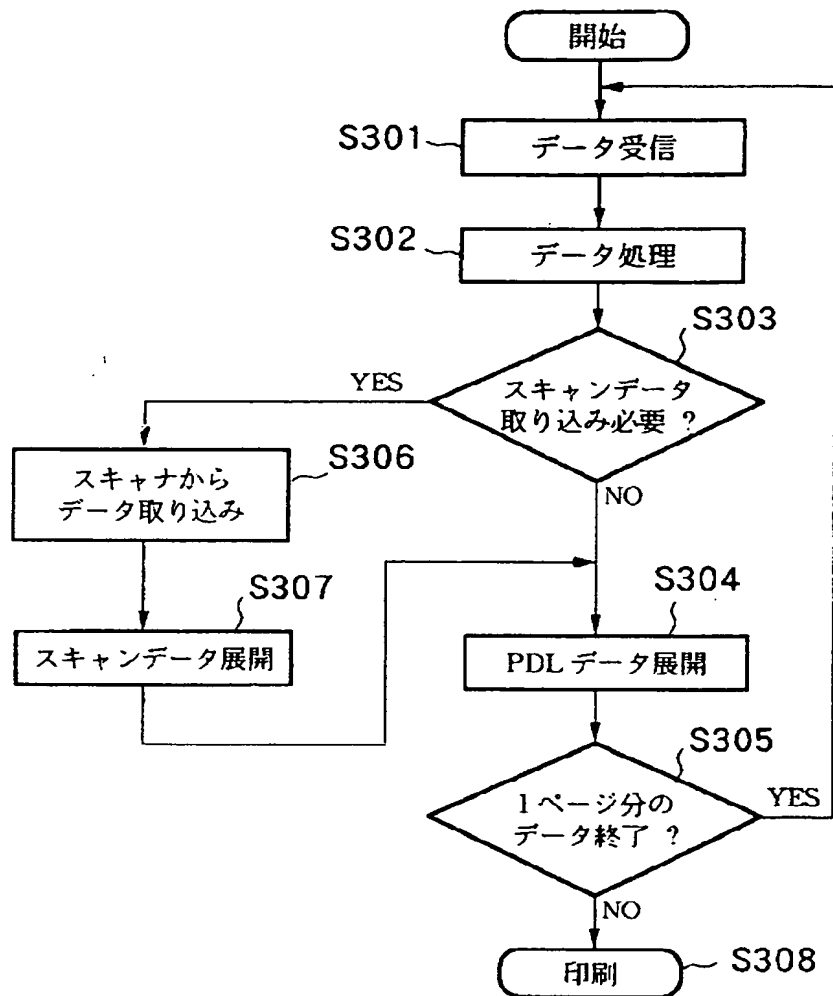 開始
S301
データ受信
S302
データ処理
S303
スキャンデータ
取り込み必要 ?
YES
NO
S306
スキャナから
データ取り込み
S307
スキャンデータ展開
S304
PDL データ展開
S305
1 ページ分の
データ終了 ?
YES
NO
印刷
S308